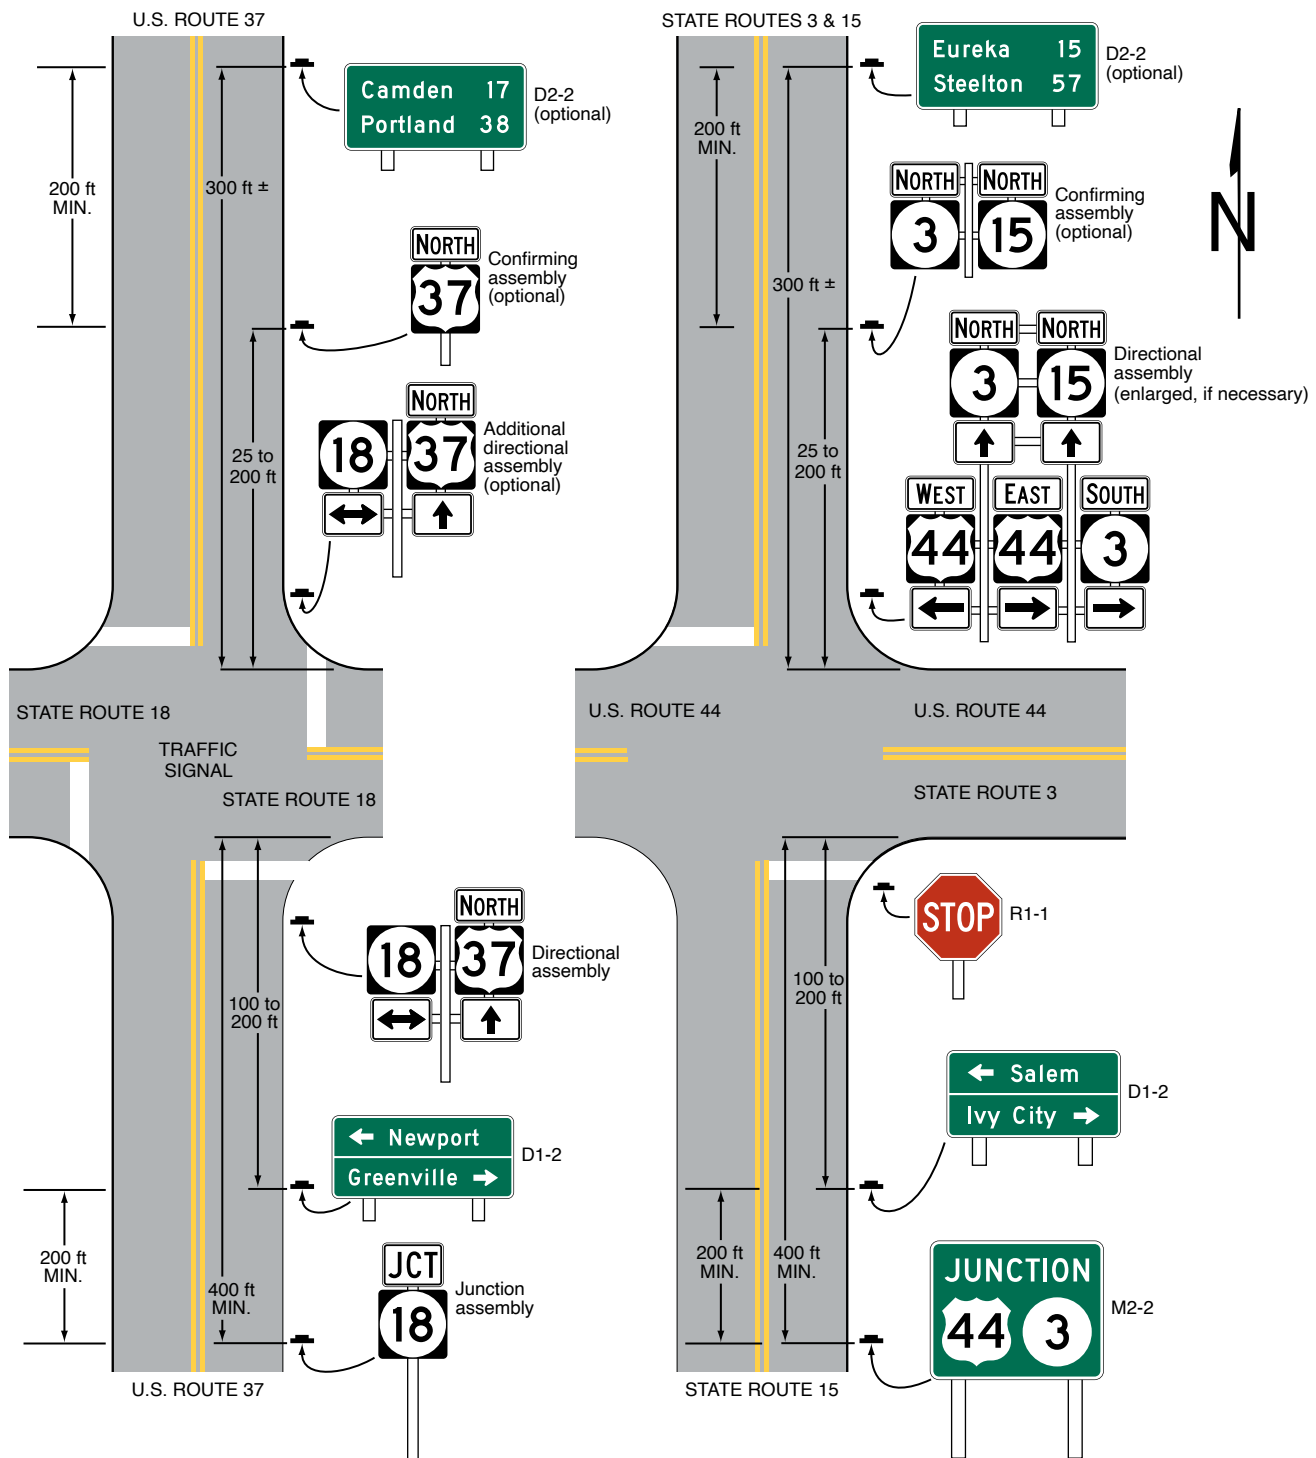 U.S. ROUTE 37
200 ft
MIN.
300 ft ±
Camden 17
Portland 38
D2-2
(optional)
NORTH
37
Confirming
assembly
(optional)
25 to
200 ft
NORTH
18 37
Additional
directional
assembly
(optional)
STATE ROUTE 18
TRAFFIC
SIGNAL
STATE ROUTE 18
100 to
200 ft
NORTH
18 37
Directional
assembly
Newport
Greenville
D1-2
200 ft
MIN.
400 ft
MIN.
JCT
18
Junction
assembly
U.S. ROUTE 37
STATE ROUTES 3 & 15
200 ft
MIN.
300 ft ±
Eureka 15
Steelton 57
D2-2
(optional)
N
NORTH NORTH
3 15
Confirming
assembly
(optional)
25 to
200 ft
NORTH NORTH
3 15
Directional
assembly
(enlarged, if necessary)
WEST EAST SOUTH
44 44 3
U.S. ROUTE 44
U.S. ROUTE 44
STATE ROUTE 3
STOP
R1-1
100 to
200 ft
Salem
Ivy City
D1-2
200 ft
MIN.
400 ft
MIN.
JUNCTION
44 3
M2-2
STATE ROUTE 15